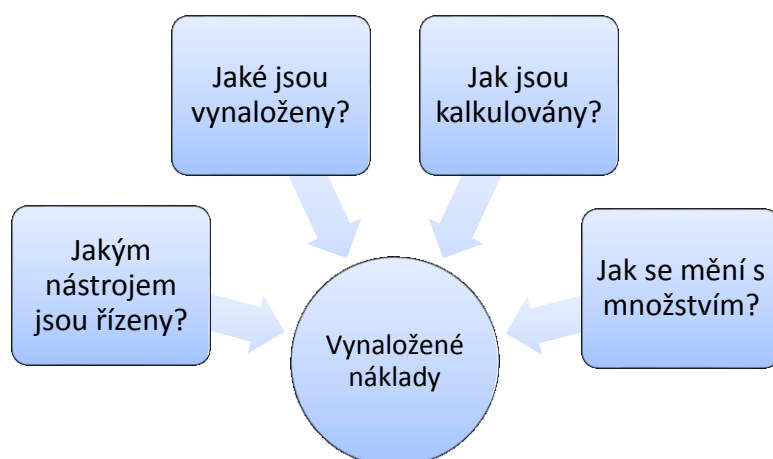 Jaké jsou
vynaloženy?
Jak jsou
kalkulovány?
Jakým
nástrojem
jsou řízeny?
Jak se mění s
množstvím?
Vynaložené
náklady